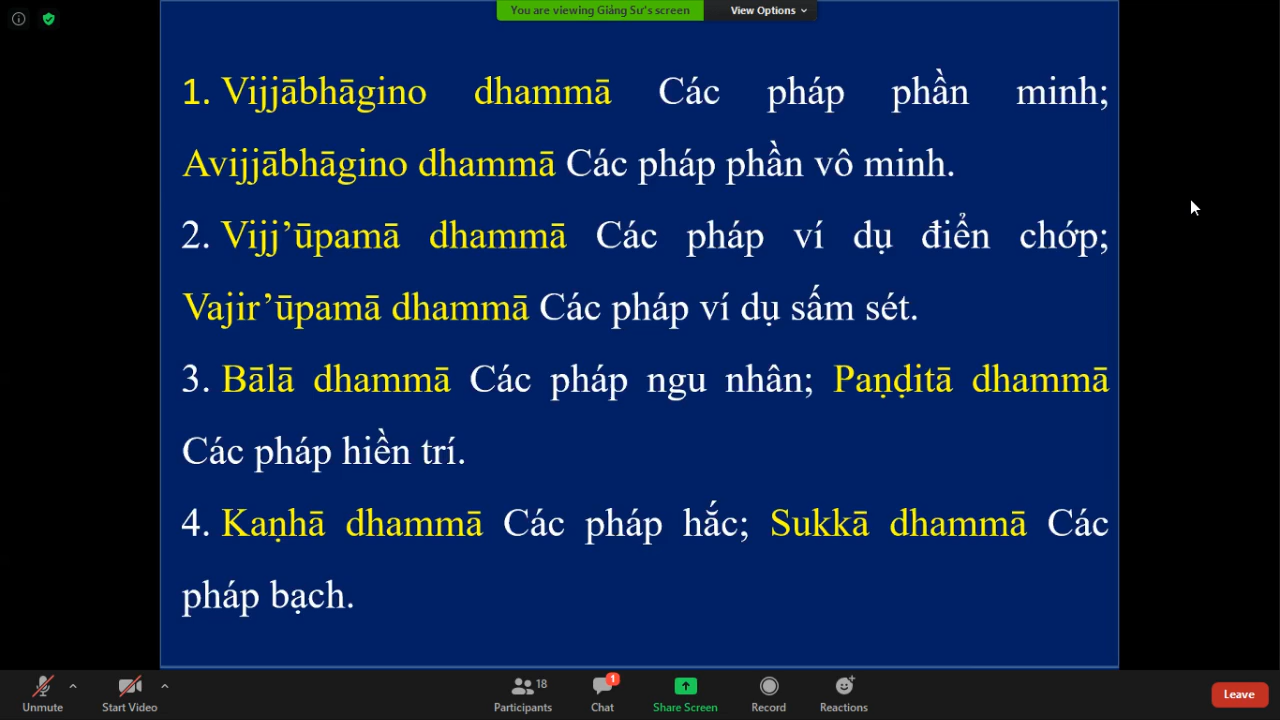 You are viewing Giảng Sư's screen
View Options
1. Vijjābhāgino dhammā Các pháp phần minh;
Avijjābhāgino dhammā Các pháp phần vô minh.
2. Vijj’ūpamā dhammā Các pháp ví dụ điển chớp;
Vajir’ūpamā dhammā Các pháp ví dụ sấm sét.
3. Bālā dhammā Các pháp ngu nhân; Paṇḍitā dhammā
Các pháp hiền trí.
4. Kaṇhā dhammā Các pháp hắc; Sukkā dhammā Các
pháp bạch.
18
1
Unmute
Start Video
Participants
Chat
Share Screen
Record
Reactions
Leave